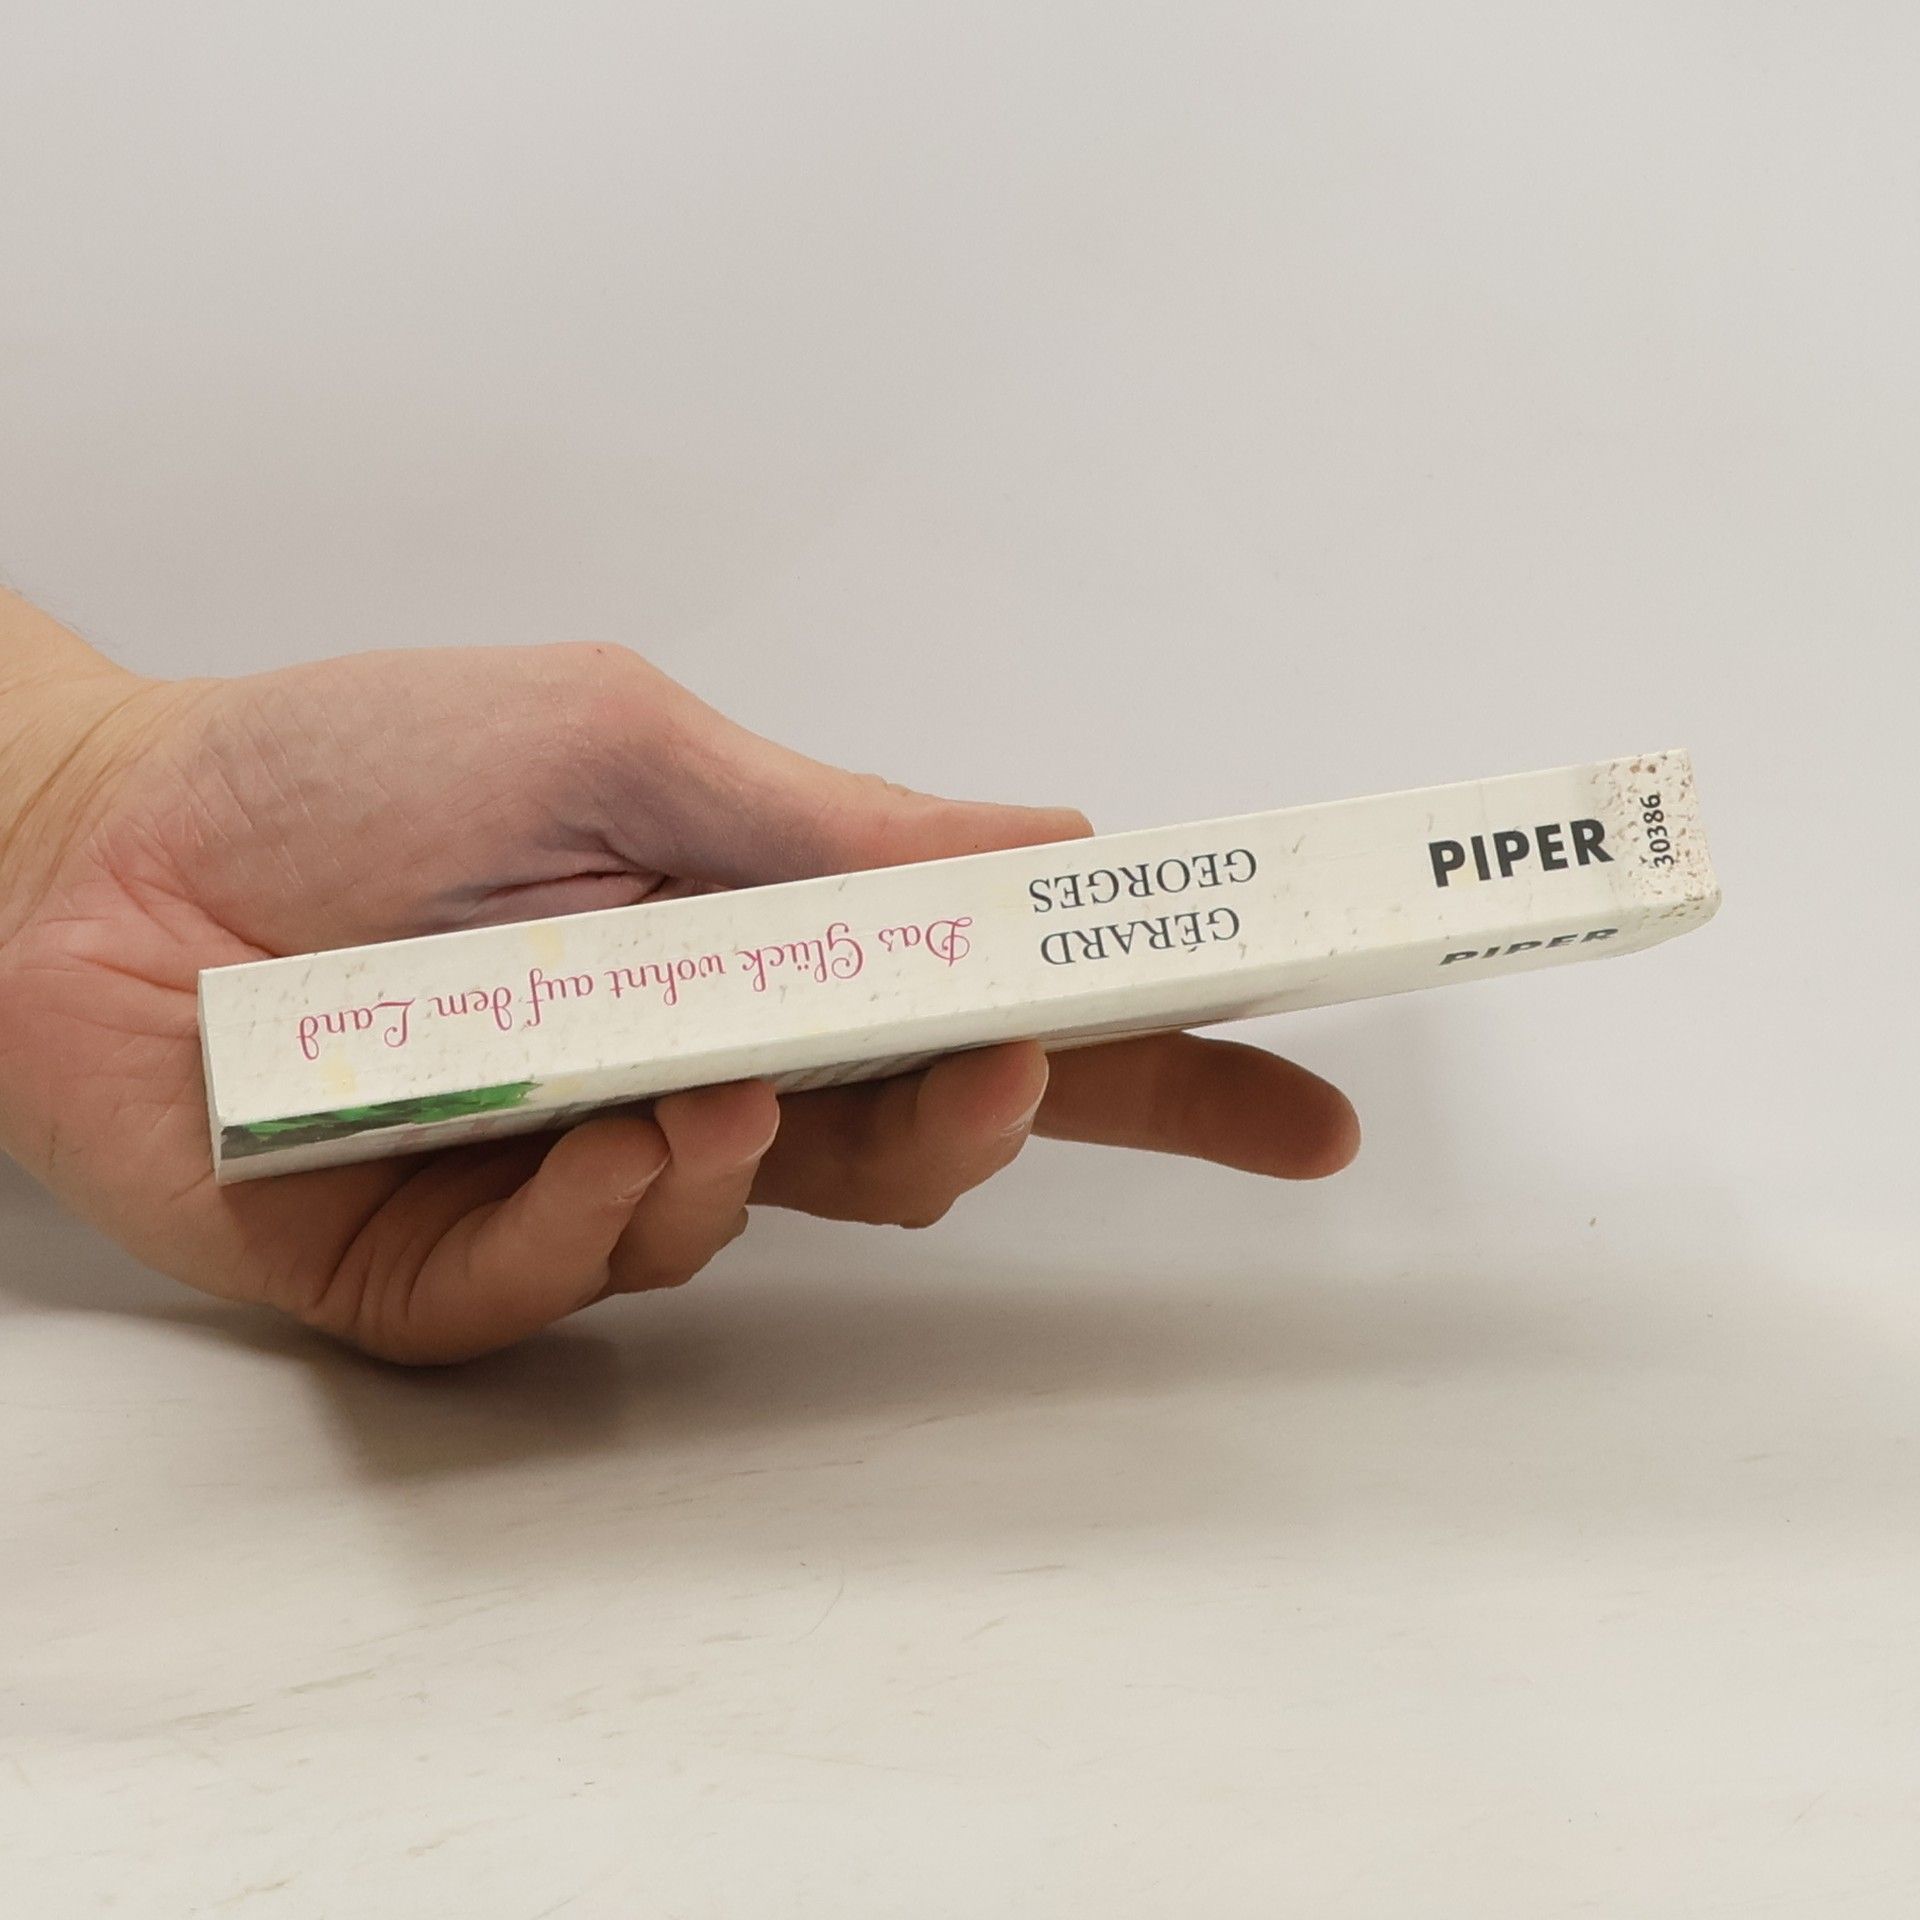 GÉRARD
GEORGES
Das Glück wohnt auf dem Land
PIPER
30386
PIPER